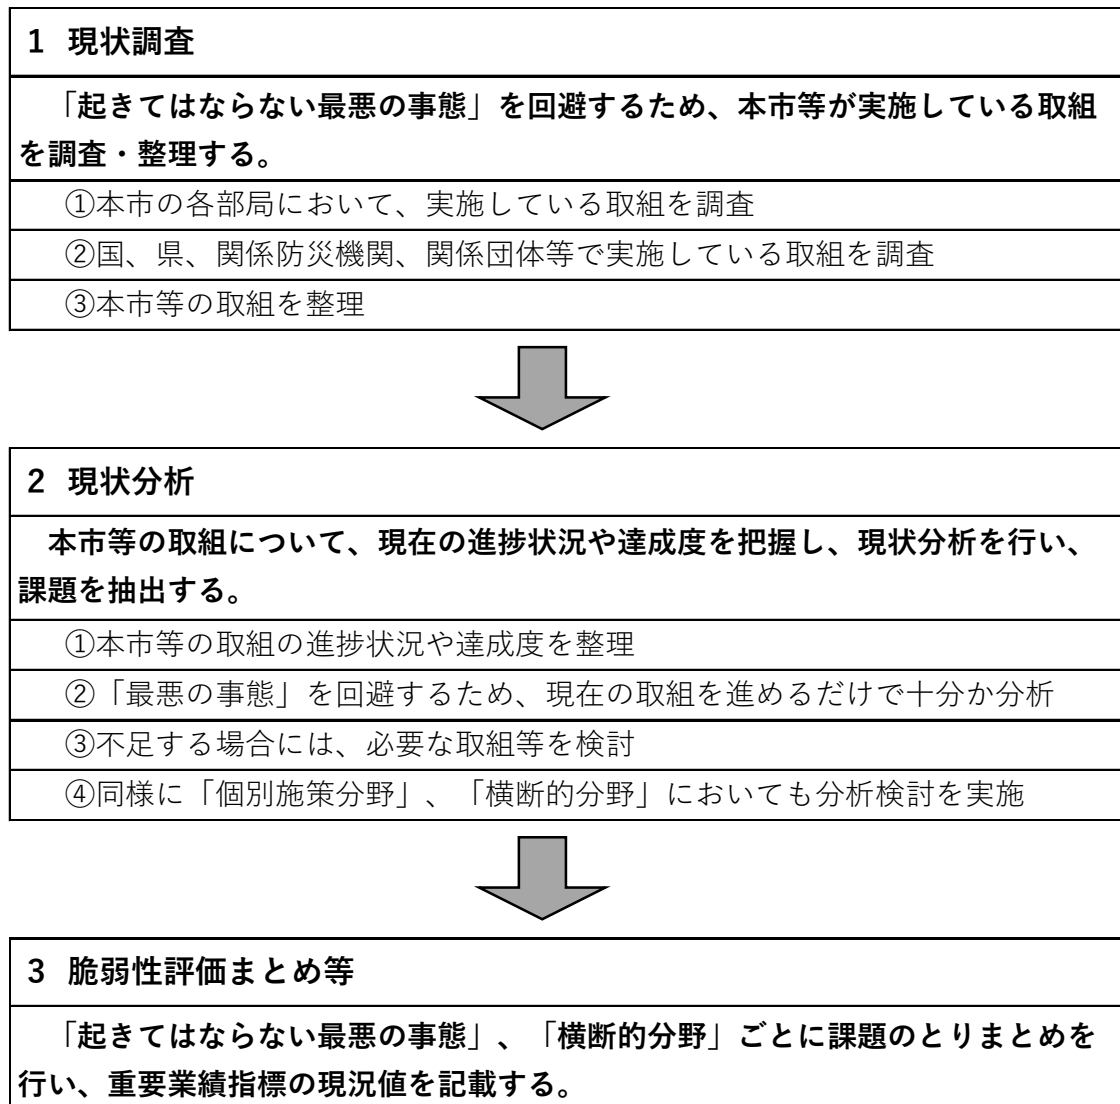 1 現状調査
「起きてはならない最悪の事態」を回避するため、本市等が実施している取組
を調査・整理する。
①本市の各部局において、実施している取組を調査
②国、県、関係防災機関、関係団体等で実施している取組を調査
③本市等の取組を整理
2 現状分析
本市等の取組について、現在の進捗状況や達成度を把握し、現状分析を行い、
課題を抽出する。
①本市等の取組の進捗状況や達成度を整理
②「最悪の事態」を回避するため、現在の取組を進めるだけで十分か分析
③不足する場合には、必要な取組等を検討
④同様に「個別施策分野」、「横断的分野」においても分析検討を実施
3 脆弱性評価まとめ等
「起きてはならない最悪の事態」、「横断的分野」ごとに課題のとりまとめを
行い、重要業績指標の現況値を記載する。